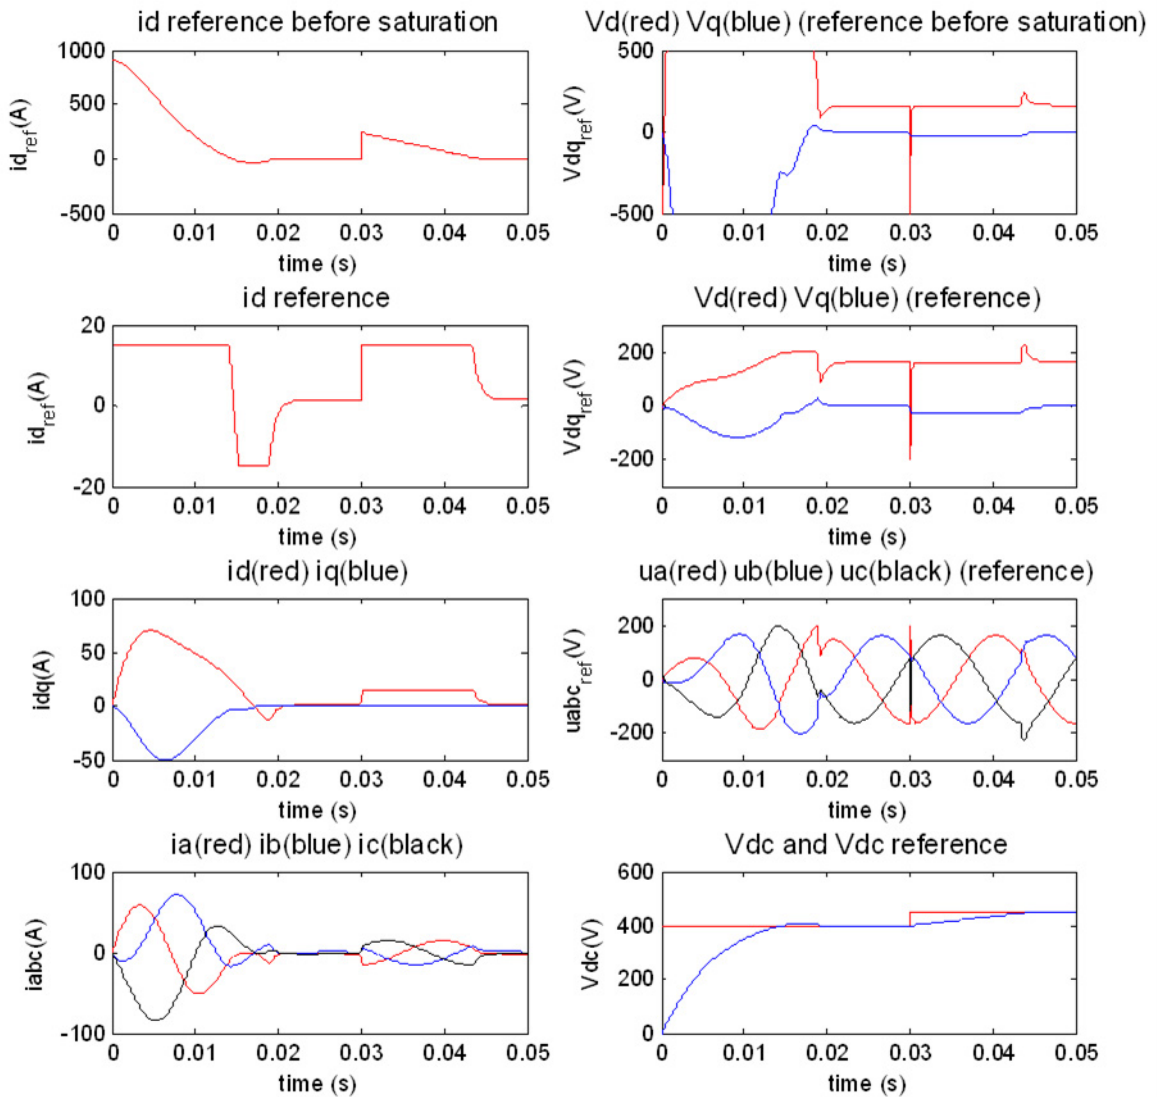 id reference before saturation
1000
500
0
-500
id_ref(A)
0 0.01 0.02 0.03 0.04 0.05
time (s)
Vd(red) Vq(blue) (reference before saturation)
500
0
-500
Vdq_ref(V)
0 0.01 0.02 0.03 0.04 0.05
time (s)
id reference
20
0
-20
id_ref(A)
0 0.01 0.02 0.03 0.04 0.05
time (s)
Vd(red) Vq(blue) (reference)
200
0
-200
Vdq_ref(V)
0 0.01 0.02 0.03 0.04 0.05
time (s)
id(red) iq(blue)
100
50
0
-50
idq(A)
0 0.01 0.02 0.03 0.04 0.05
time (s)
ua(red) ub(blue) uc(black) (reference)
200
0
-200
uabc_ref(V)
0 0.01 0.02 0.03 0.04 0.05
time (s)
ia(red) ib(blue) ic(black)
100
0
-100
iabc(A)
0 0.01 0.02 0.03 0.04 0.05
time (s)
Vdc and Vdc reference
600
400
200
0
Vdc(V)
0 0.01 0.02 0.03 0.04 0.05
time (s)